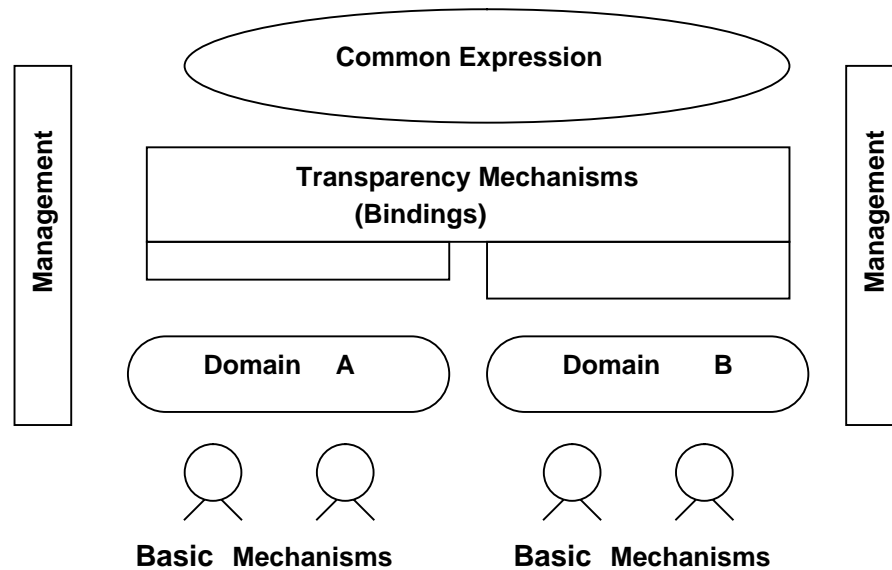 Common Expression
Management
Transparency Mechanisms
(Bindings)
Management
Domain A
Domain B
Basic Mechanisms
Basic Mechanisms